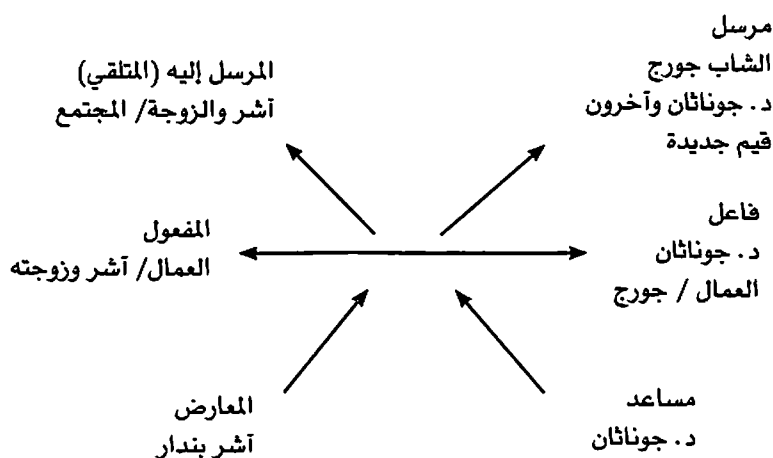 مرسل
الشاب جورج
د. جوناثان وآخرون
قيم جديدة
المرسل إليه (المتلقي)
آشر والزوجة/ المجتمع
فاعل
د. جوناثان
العمال / جورج
المفعول
العمال/ آشر وزوجته
مساعد
د. جوناثان
المعارض
آشر بندار